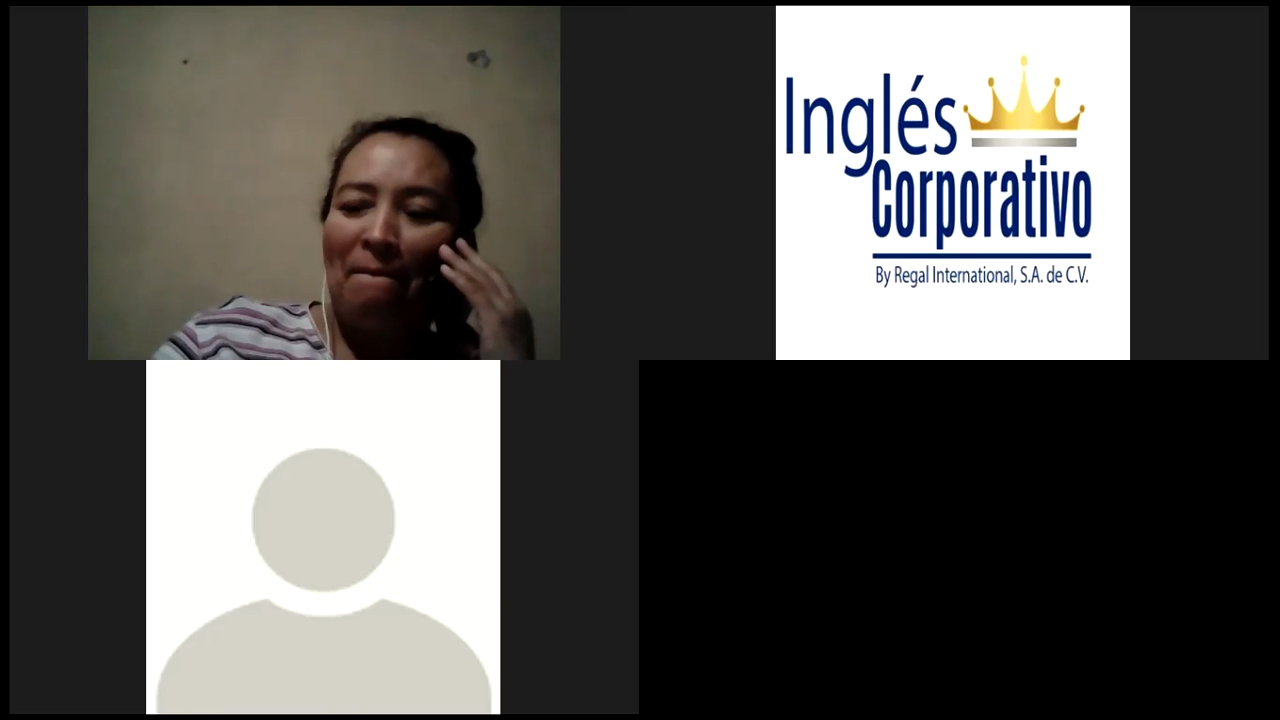 Inglés
Corporativo
By Regal International, S.A. de C.V.